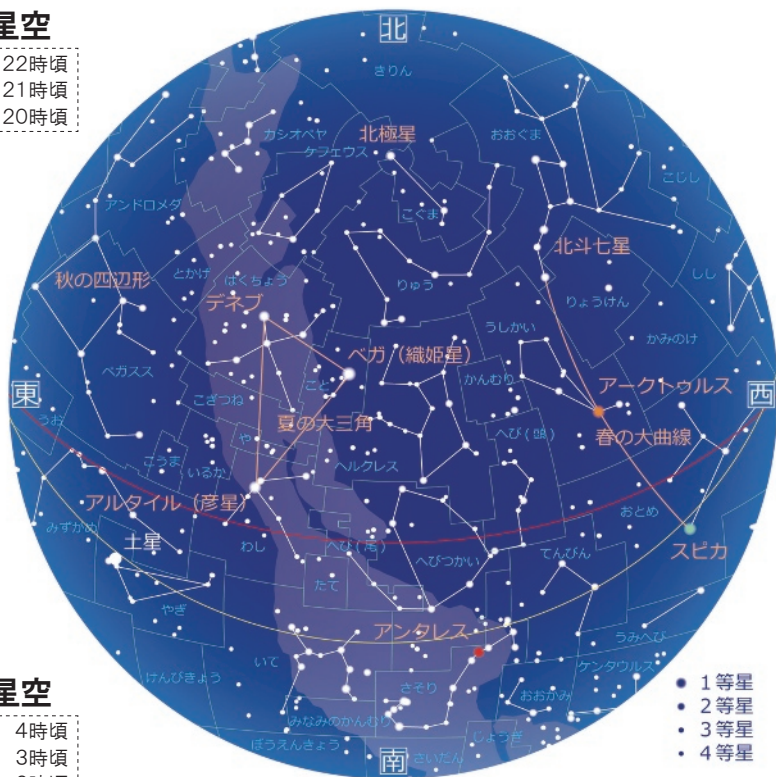 星空
22時頃
21時頃
20時頃
北
きりん
カシオペヤ
ケフェウス
北極星
おおぐま
こじし
こぐま
アンドロメダ
北斗七星
しし
秋の四辺形
とかげ
はくちょう
りゅう
りょうけん
デネブ
うしかい
かみのけ
ベガ（織姫星）
ペガスス
こと
かんむり
アークトゥルス
東
西
こぎつね
うお
夏の大三角
春の大曲線
や
へび（頭）
こうま
いるか
ヘルクレス
アルタイル（彦星）
おとめ
みずがめ
土星
わし
へび（尾）
へびつかい
てんびん
スピカ
たて
やぎ
アンタレス
うみへび
いて
けんびきょう
さそり
ケンタウルス
おおかみ
みなみのかんむり
ぼうえんきょう
じょうぎ
さいだん
南
1等星
2等星
3等星
4等星
星空
4時頃
3時頃